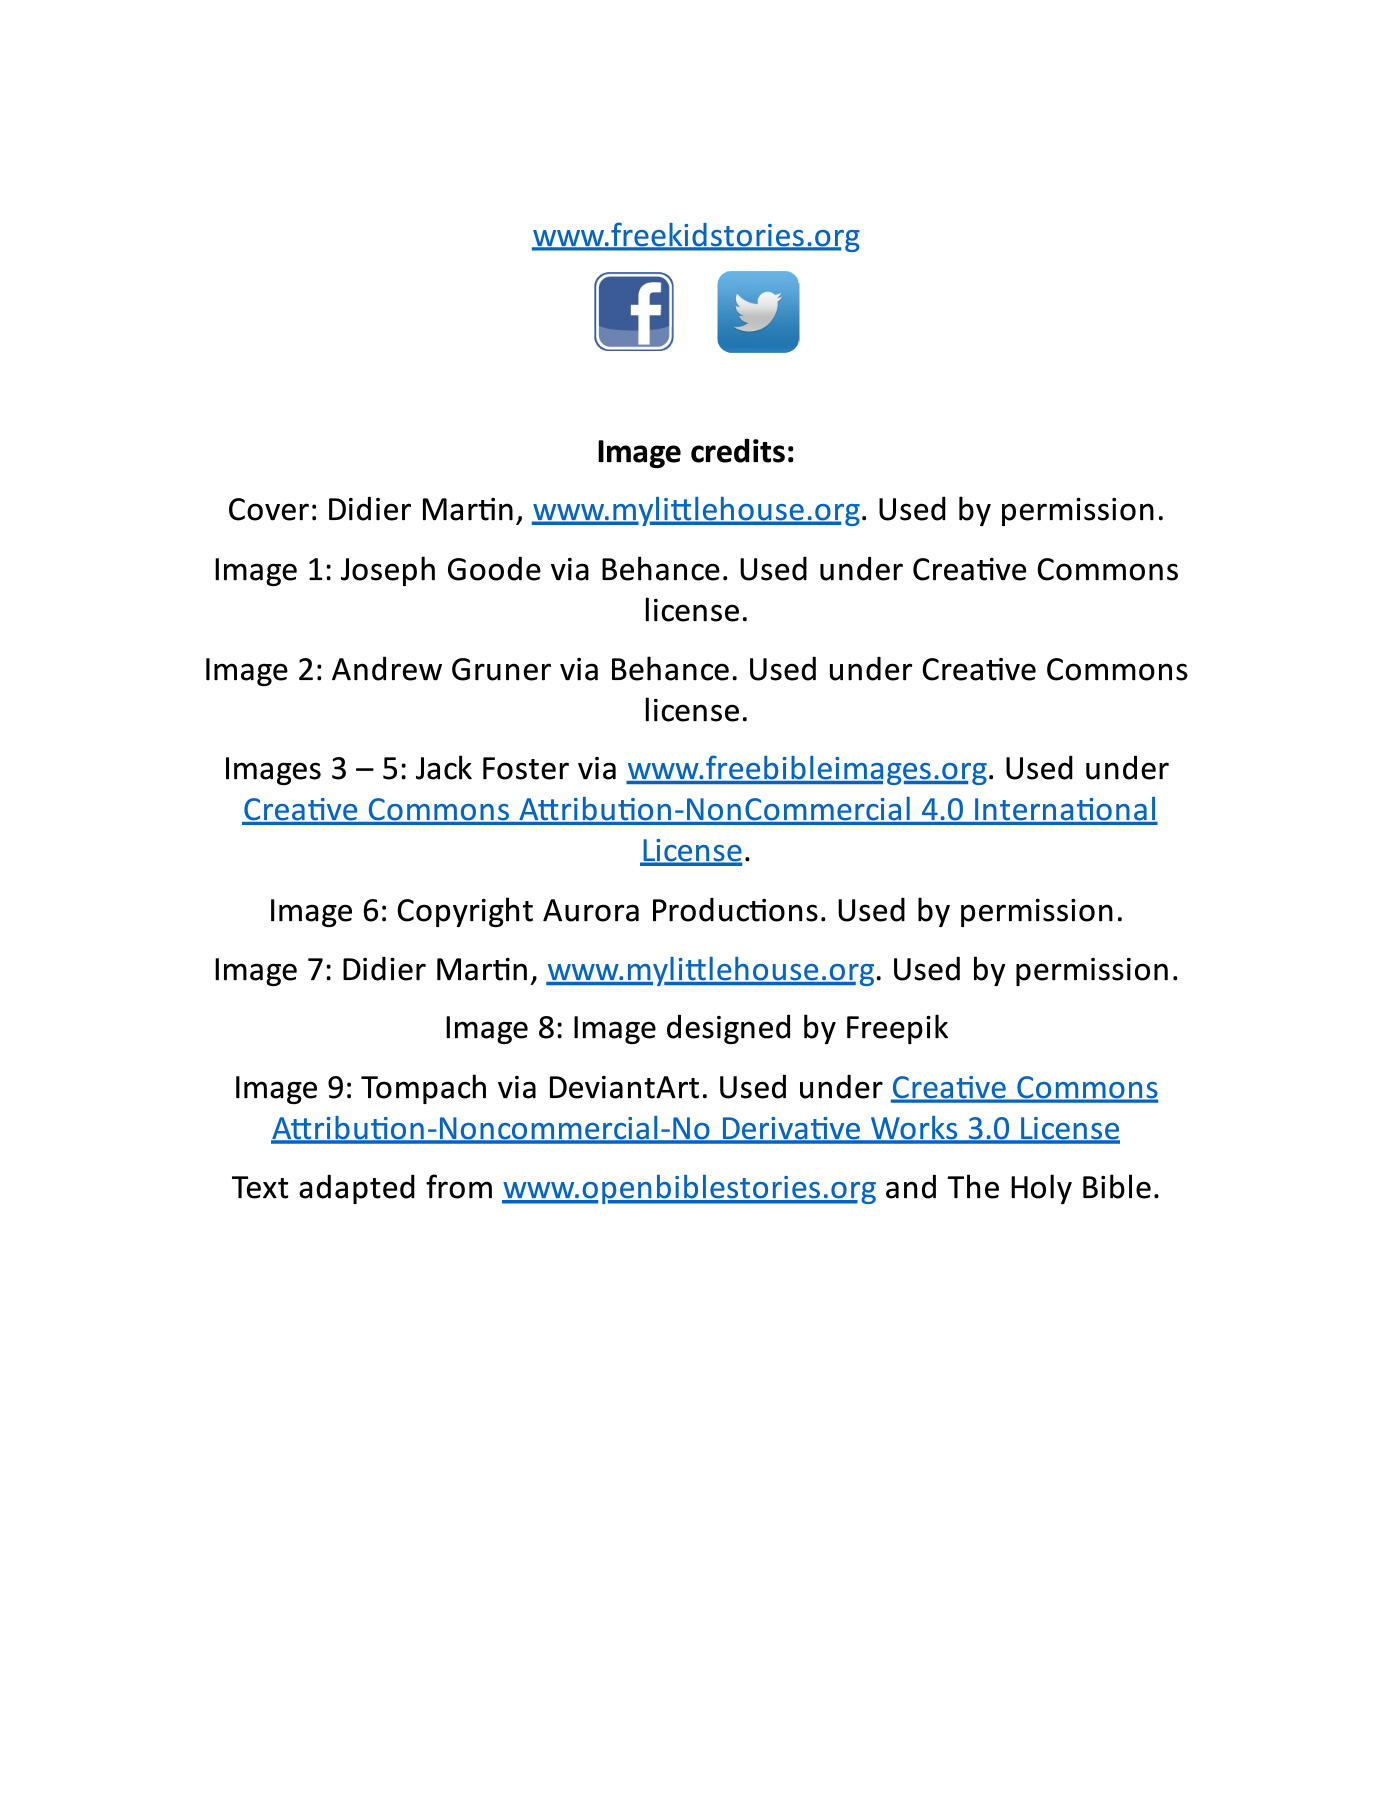 www.freekidstories.org
Image credits:
Cover: Didier Martin, www.mylittlehouse.org. Used by permission.
Image 1: Joseph Goode via Behance. Used under Creative Commons
license.
Image 2: Andrew Gruner via Behance. Used under Creative Commons
license.
Images 3 – 5: Jack Foster via www.freebibleimages.org. Used under
Creative Commons Attribution-NonCommercial 4.0 International
License.
Image 6: Copyright Aurora Productions. Used by permission.
Image 7: Didier Martin, www.mylittlehouse.org. Used by permission.
Image 8: Image designed by Freepik
Image 9: Tompach via DeviantArt. Used under Creative Commons
Attribution-Noncommercial-No Derivative Works 3.0 License
Text adapted from www.openbiblestories.org and The Holy Bible.